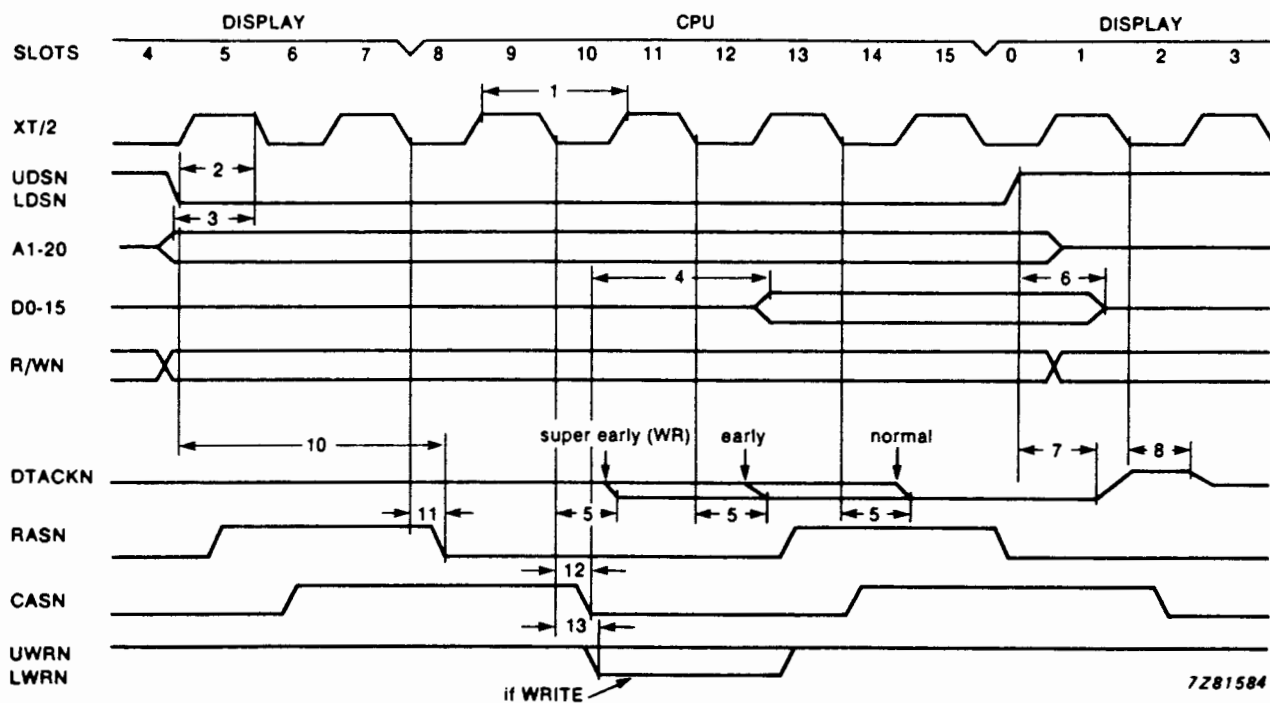 DISPLAY CPU DISPLAY
SLOTS 4 5 6 7 8 9 10 11 12 13 14 15 0 1 2 3
1
XT/2
2
UDSN
LDSN
3
A1-20
4 6
D0-15
R/WN
10 super early (WR) early normal 7 8
DTACKN
11 5 5 5
RASN
12
CASN
13
UWRN
LWRN
if WRITE
7Z81584